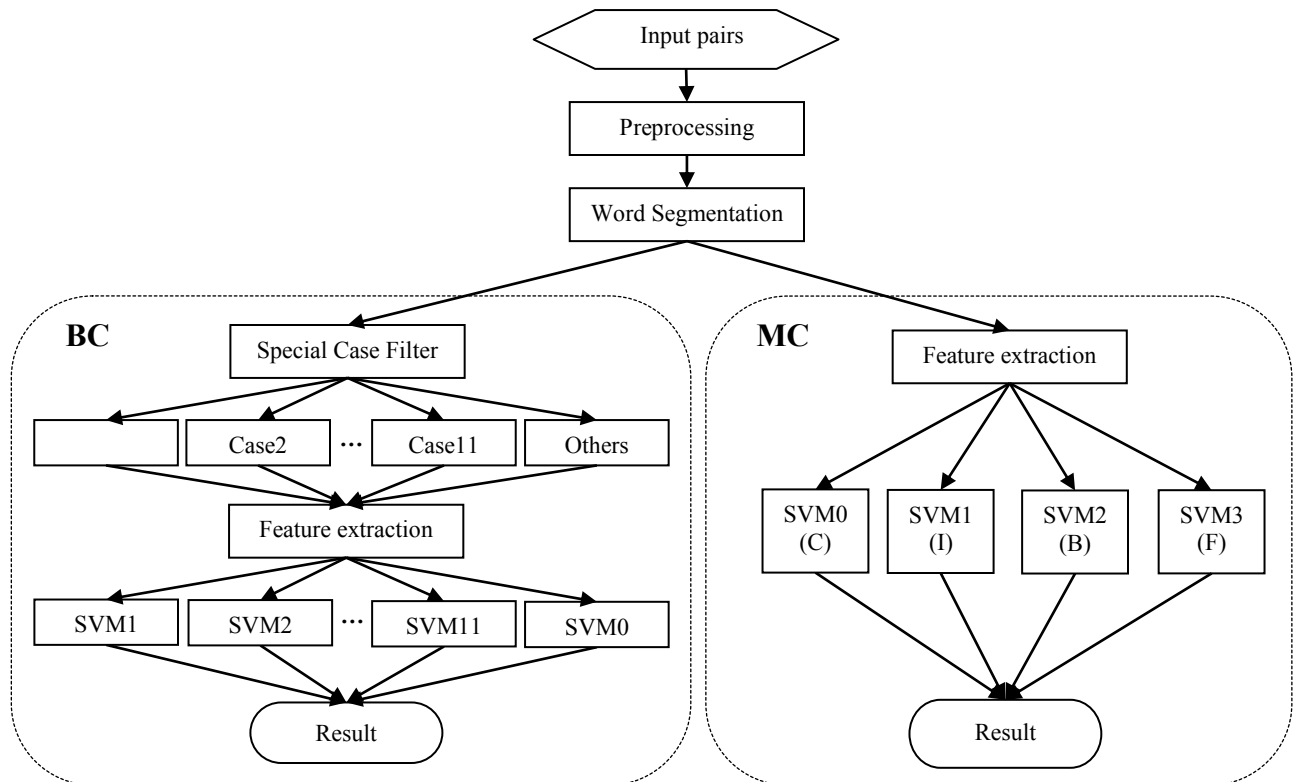 Input pairs
Preprocessing
Word Segmentation
BC
Special Case Filter
Case2
...
Case11
Others
Feature extraction
SVM1
SVM2
...
SVM11
SVM0
Result
MC
Feature extraction
SVM0
(C)
SVM1
(I)
SVM2
(B)
SVM3
(F)
Result